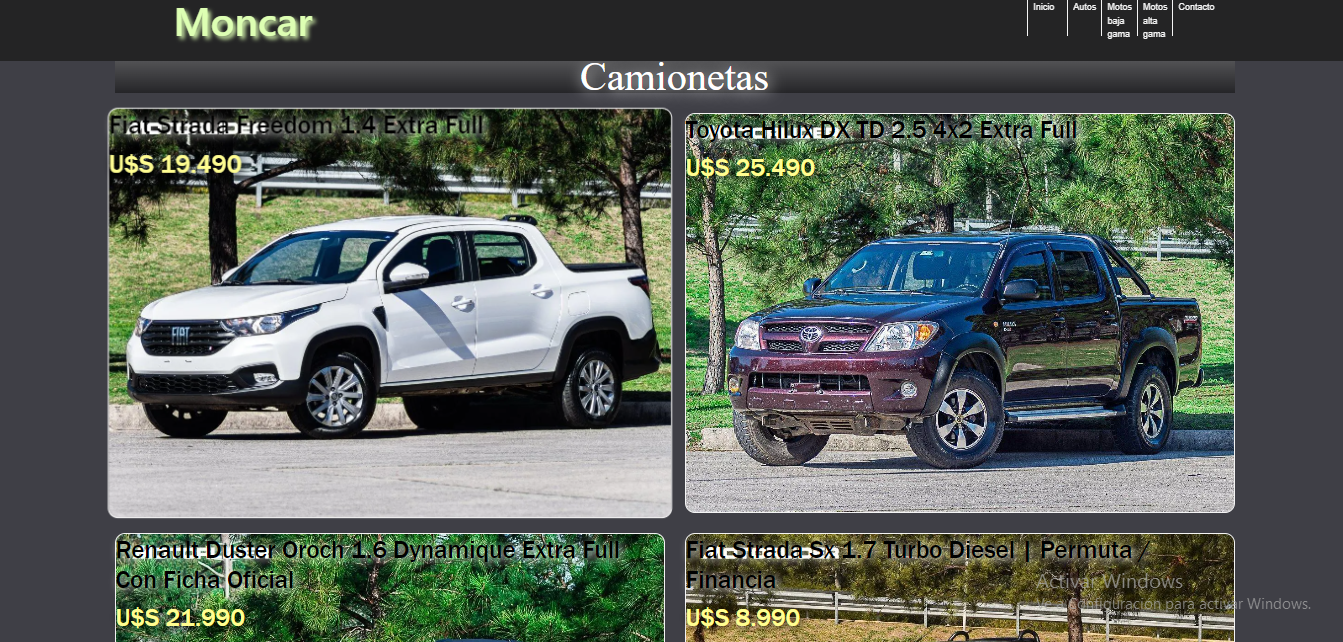 Moncar
Inicio
Autos
Motos
baja
gama
Motos
alta
gama
Contacto
Camionetas
Fiat Strada Freedom 1.4 Extra Full
U$S 19.490
Toyota Hilux DX TD 2.5 4x2 Extra Full
U$S 25.490
FIAT
Renault Duster Oroch 1.6 Dynamique Extra Full
Con Ficha Oficial
U$S 21.990
Fiat Strada Sx 1.7 Turbo Diesel | Permuta /
Financia
U$S 8.990
Activar Windows
configuración para activar Windows.